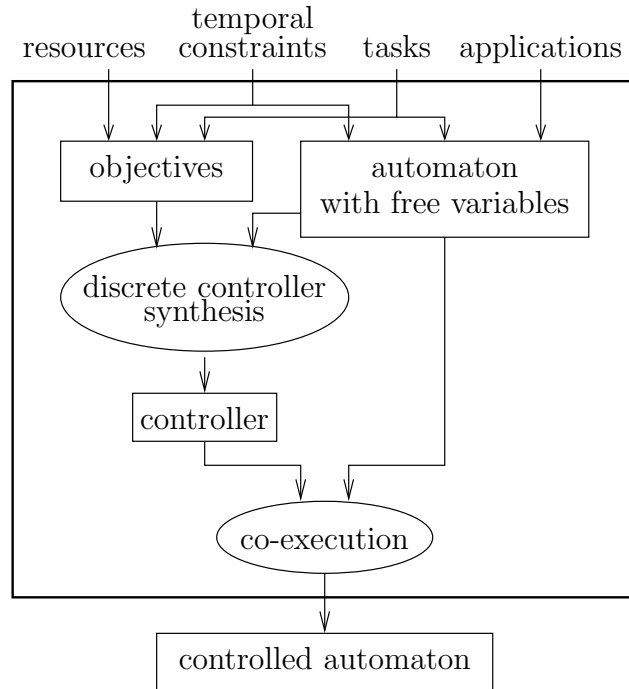 temporal
resources constraints tasks applications
objectives
automaton
with free variables
discrete controller
synthesis
controller
co-execution
controlled automaton